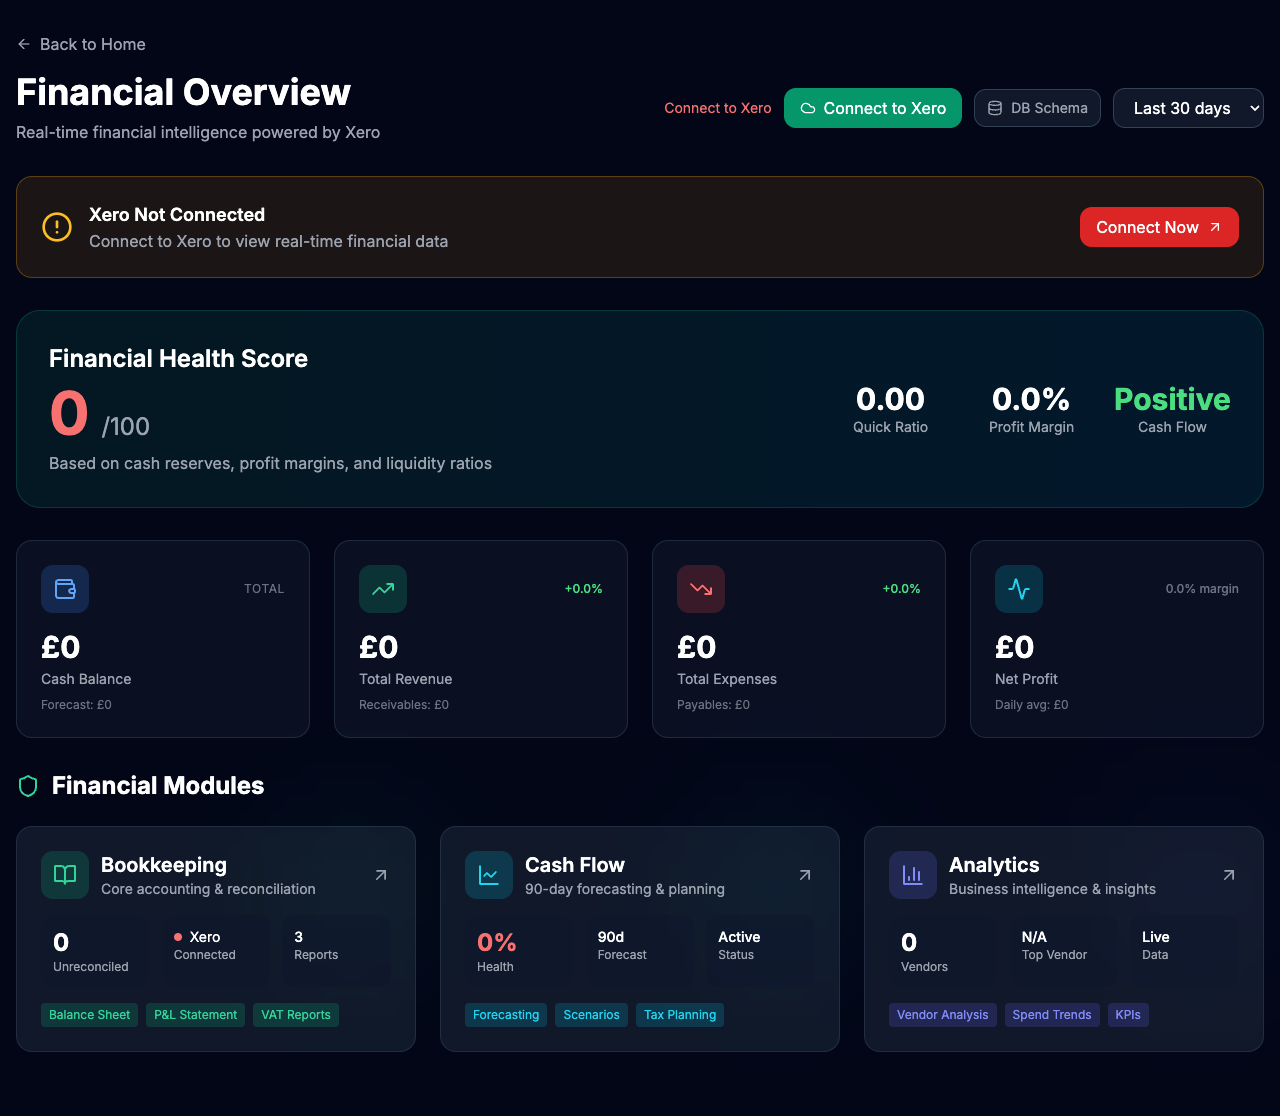 Back to Home
Financial Overview
Real-time financial intelligence powered by Xero
Connect to Xero
Connect to Xero
DB Schema
Last 30 days
Xero Not Connected
Connect to Xero to view real-time financial data
Connect Now
Financial Health Score
0 /100
Based on cash reserves, profit margins, and liquidity ratios
0.00
Quick Ratio
0.0%
Profit Margin
Positive
Cash Flow
TOTAL
£0
Cash Balance
Forecast: £0
+0.0%
£0
Total Revenue
Receivables: £0
+0.0%
£0
Total Expenses
Payables: £0
0.0% margin
£0
Net Profit
Daily avg: £0
Financial Modules
Bookkeeping
Core accounting & reconciliation
0
Unreconciled
Xero
Connected
3
Reports
Balance Sheet
P&L Statement
VAT Reports
Cash Flow
90-day forecasting & planning
0%
Health
90d
Forecast
Active
Status
Forecasting
Scenarios
Tax Planning
Analytics
Business intelligence & insights
0
Vendors
N/A
Top Vendor
Live
Data
Vendor Analysis
Spend Trends
KPIs